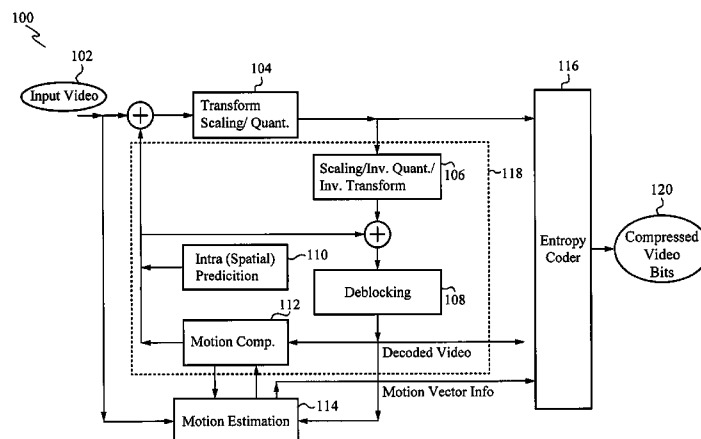 100
102
Input Video
104
Transform
Scaling/ Quant.
116
Scaling/Inv. Quant./
Inv. Transform
106
118
120
Compressed
Video
Bits
Entropy
Coder
Intra (Spatial)
Predicition
110
Deblocking
108
112
Motion Comp.
Decoded Video
Motion Vector Info
Motion Estimation
114